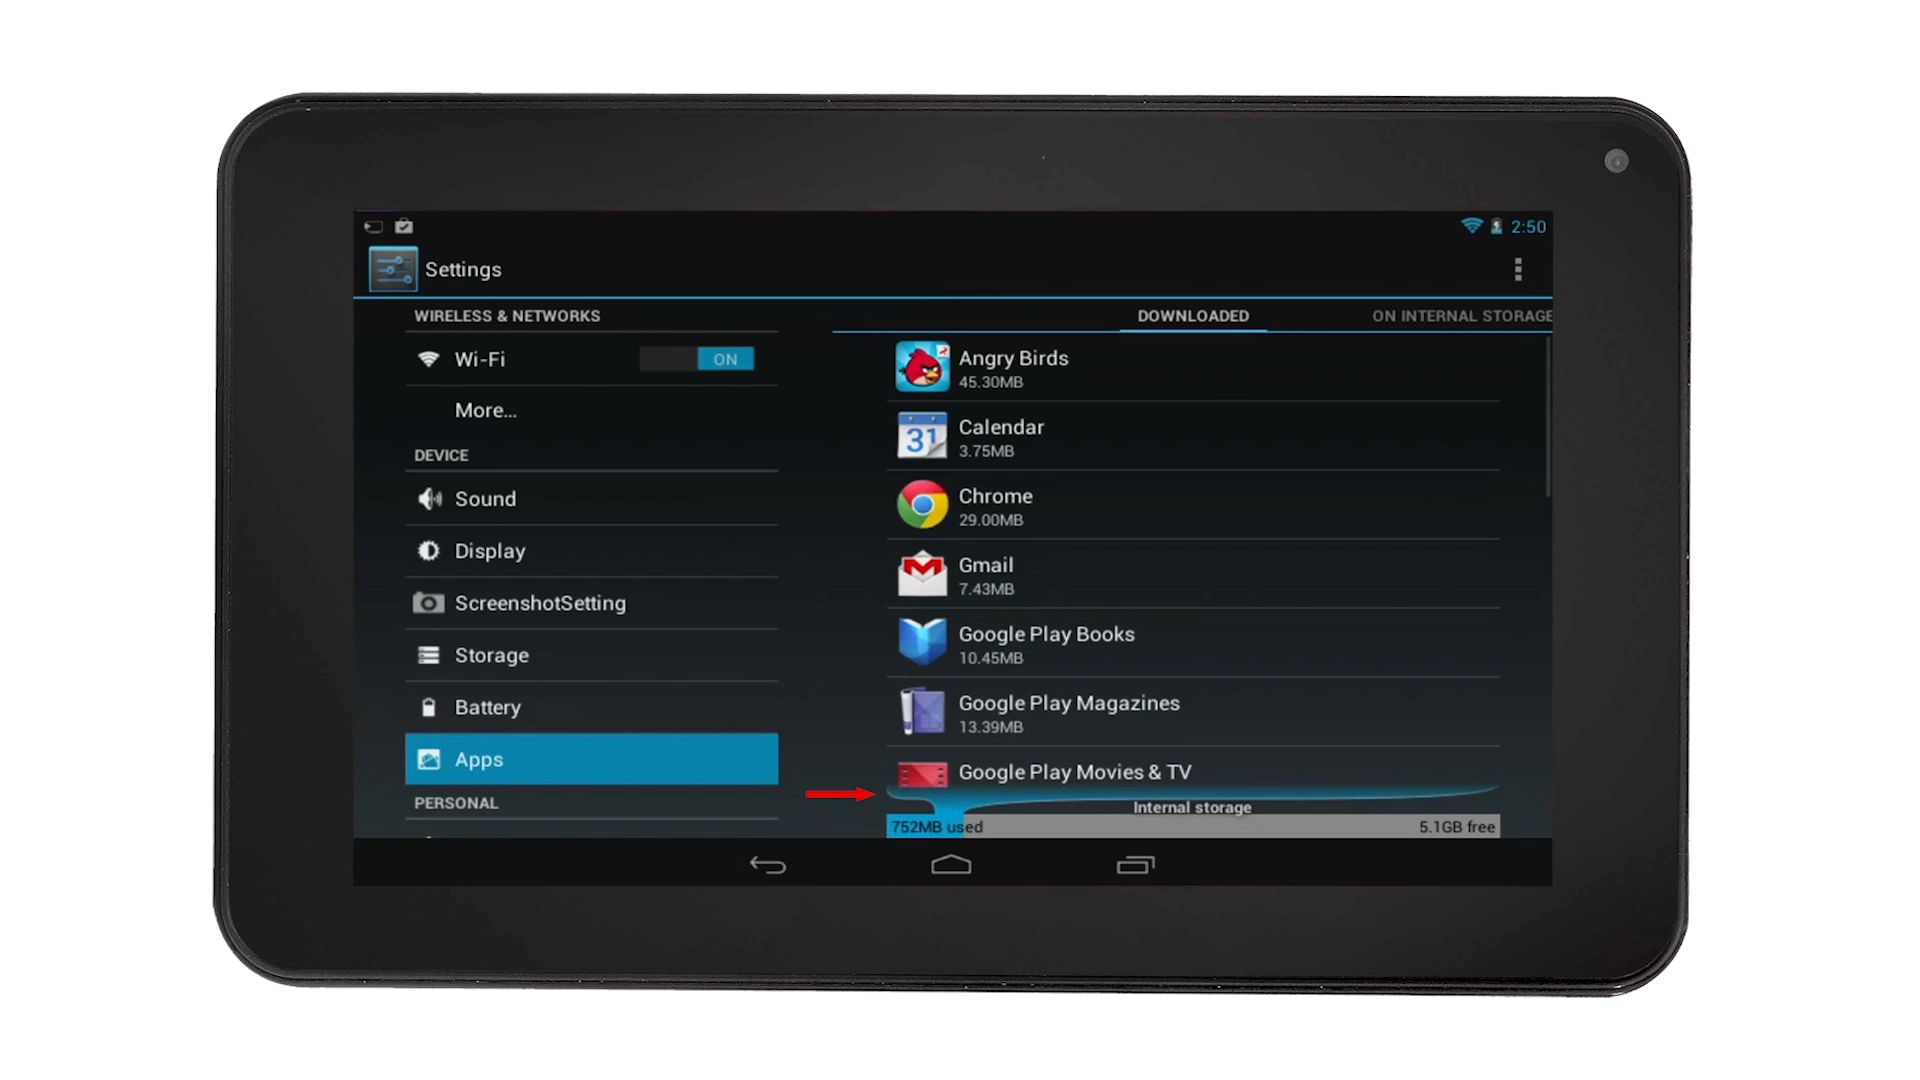 2:50
Settings
WIRELESS & NETWORKS
Wi-Fi
ON
More...
DEVICE
Sound
Display
ScreenshotSetting
Storage
Battery
Apps
PERSONAL
DOWNLOADED
ON INTERNAL STORAGE
Angry Birds
45.30MB
31
Calendar
3.75MB
Chrome
29.00MB
Gmail
7.43MB
Google Play Books
10.45MB
Google Play Magazines
13.39MB
Google Play Movies & TV
Internal storage
752MB used
5.1GB free